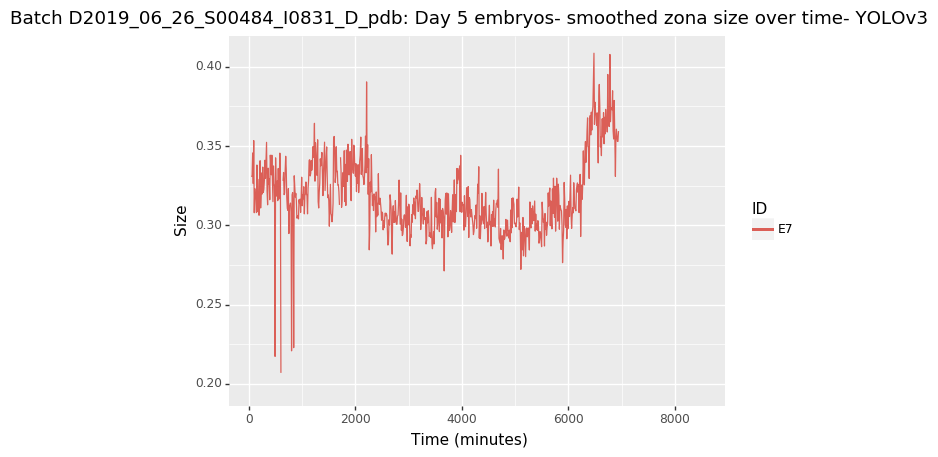 Batch D2019_06_26_S00484_I0831_D_pdb: Day 5 embryos- smoothed zona size over time- YOLOv3
0.40
0.35
0.30
0.25
0.20
Size
0 2000 4000 6000 8000
Time (minutes)
ID
E7